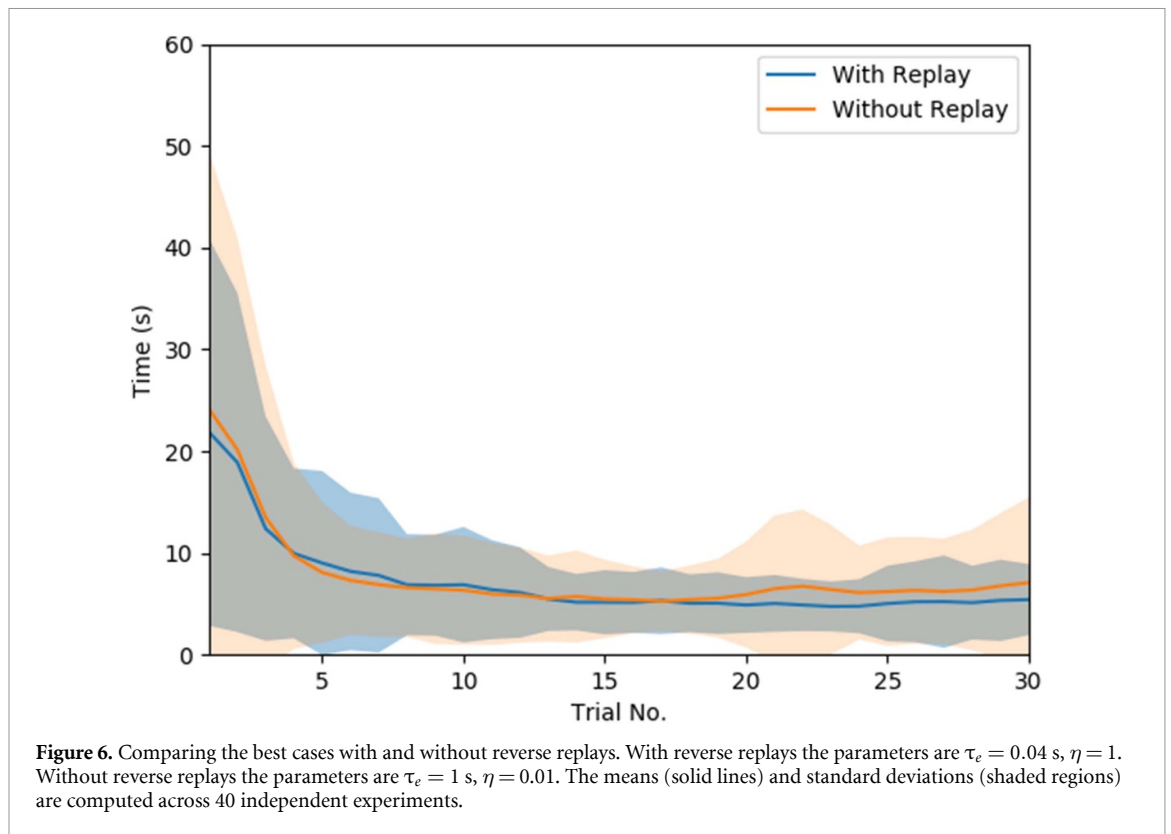 60
50
40
30
20
10
0
Time (s)
With Replay
Without Replay
5 10 15 20 25 30
Trial No.
Figure 6. Comparing the best cases with and without reverse replays. With reverse replays the parameters are τₑ = 0.04 s, η = 1.
Without reverse replays the parameters are τₑ = 1 s, η = 0.01. The means (solid lines) and standard deviations (shaded regions)
are computed across 40 independent experiments.